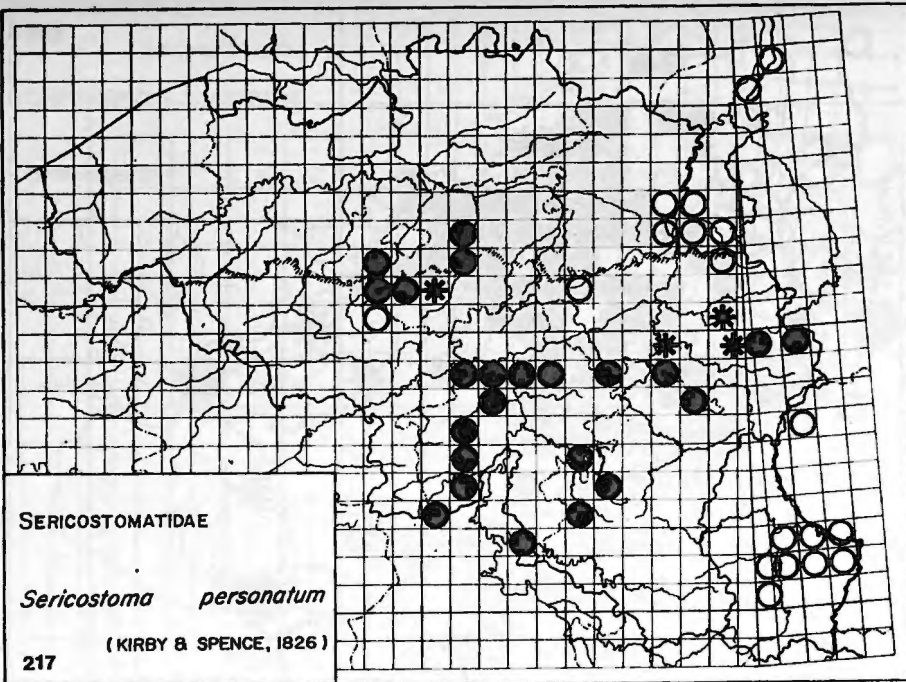 SERICOSTOMATIDAE
Sericostoma personatum
(KIRBY & SPENCE, 1826)
217